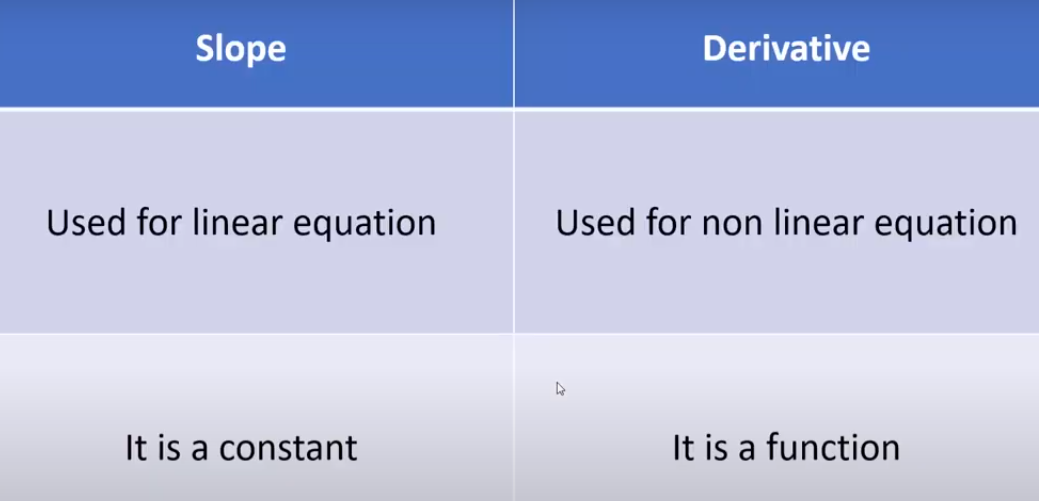 Slope
Derivative
Used for linear equation
Used for non linear equation
It is a constant
It is a function